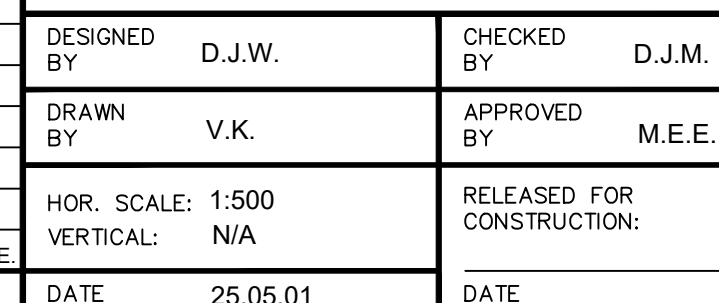 DESIGNED BY D.J.W.
CHECKED BY D.J.M.
DRAWN BY V.K.
APPROVED BY M.E.E.
HOR. SCALE: 1:500
VERTICAL: N/A
RELEASED FOR
CONSTRUCTION:
E.
DATE 25.05.01
DATE